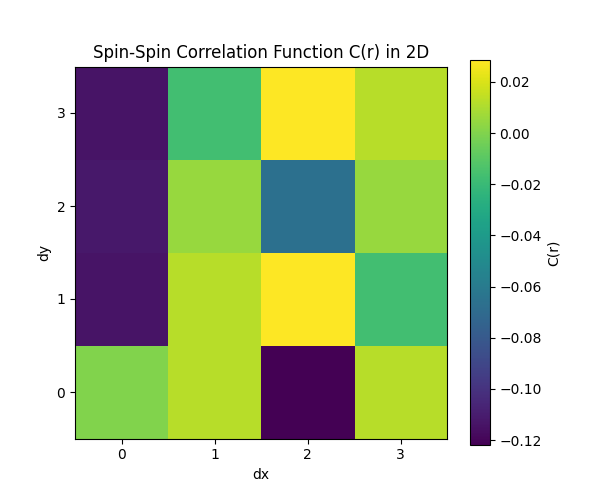 Spin-Spin Correlation Function C(r) in 2D
3
2
1
0
dy
0 1 2 3
dx
0.02
0.00
−0.02
−0.04
−0.06
−0.08
−0.10
−0.12
C(r)